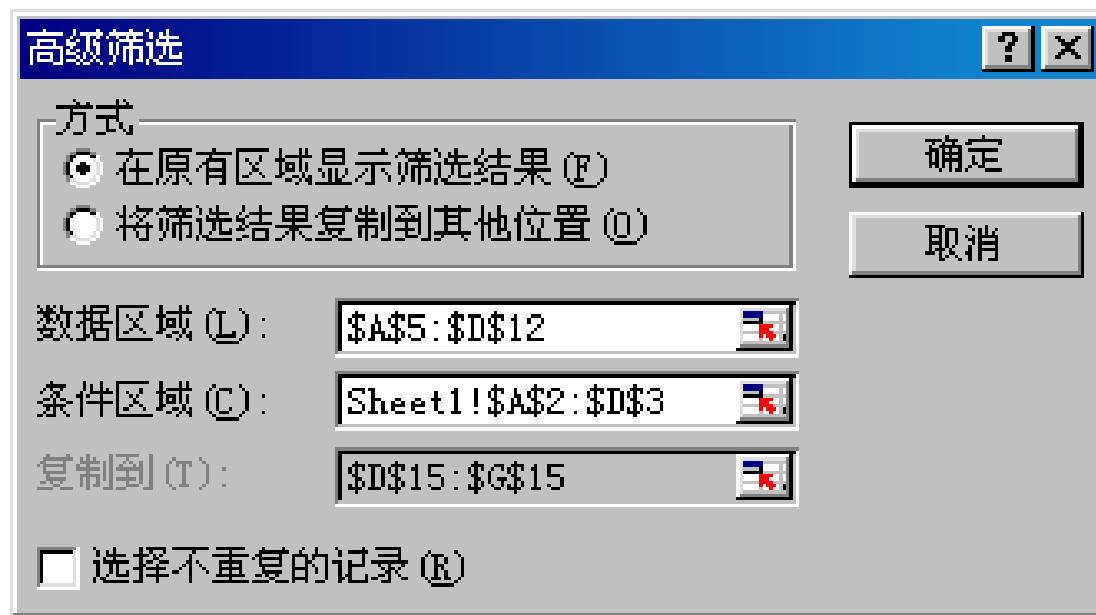 高级筛选
方式
在原有区域显示筛选结果(F)
将筛选结果复制到其他位置(O)
确定
取消
数据区域(L):
$A$5:$D$12
条件区域(C):
Sheet1!$A$2:$D$3
复制到(T):
$D$15:$G$15
选择不重复的记录(R)